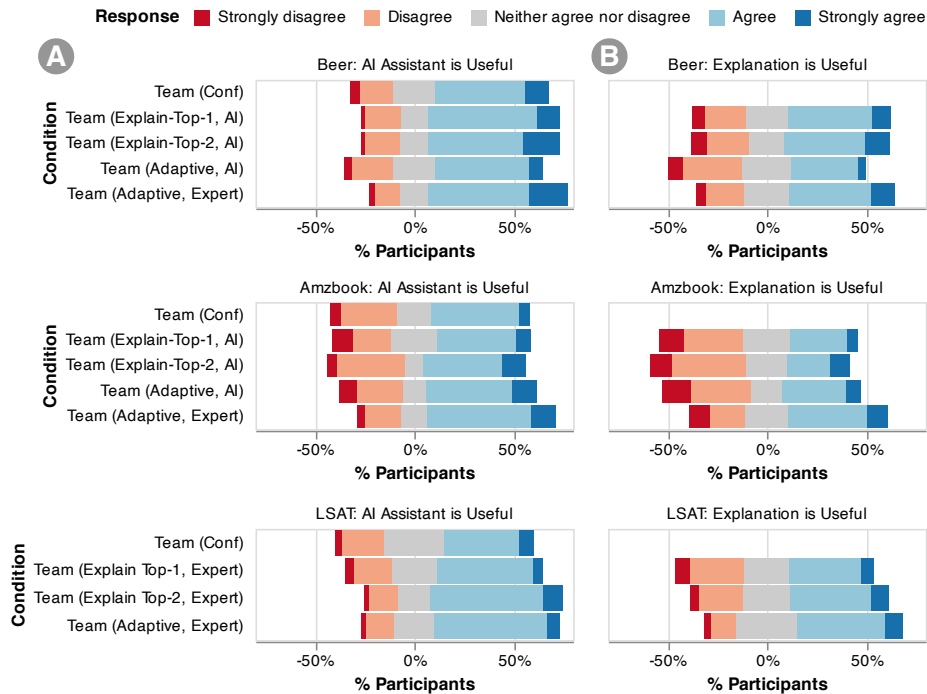 Response Strongly disagree Disagree Neither agree nor disagree Agree Strongly agree
A
B
Beer: AI Assistant is Useful
Condition
Team (Conf)
Team (Explain-Top-1, AI)
Team (Explain-Top-2, AI)
Team (Adaptive, AI)
Team (Adaptive, Expert)
-50% 0% 50%
% Participants
Beer: Explanation is Useful
-50% 0% 50%
% Participants
Amzbook: AI Assistant is Useful
Condition
Team (Conf)
Team (Explain-Top-1, AI)
Team (Explain-Top-2, AI)
Team (Adaptive, AI)
Team (Adaptive, Expert)
-50% 0% 50%
% Participants
Amzbook: Explanation is Useful
-50% 0% 50%
% Participants
LSAT: AI Assistant is Useful
Condition
Team (Conf)
Team (Explain Top-1, Expert)
Team (Explain Top-2, Expert)
Team (Adaptive, Expert)
-50% 0% 50%
% Participants
LSAT: Explanation is Useful
-50% 0% 50%
% Participants